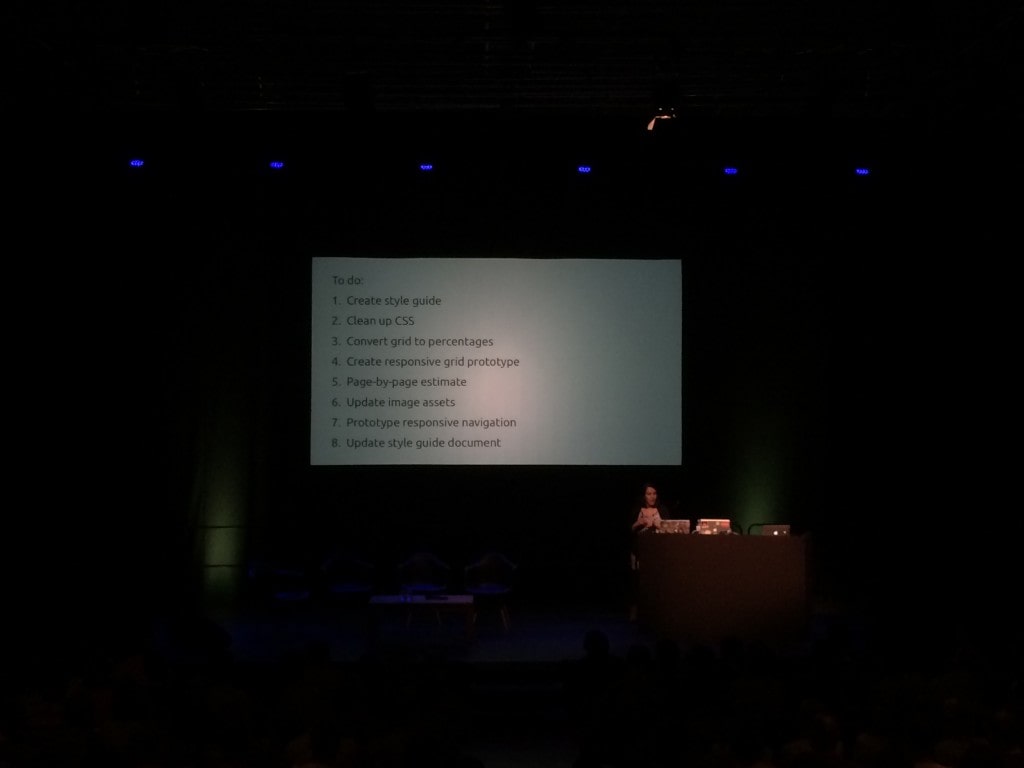 To do:
1. Create style guide
2. Clean up CSS
3. Convert grid to percentages
4. Create responsive grid prototype
5. Page-by-page estimate
6. Update image assets
7. Prototype responsive navigation
8. Update style guide document